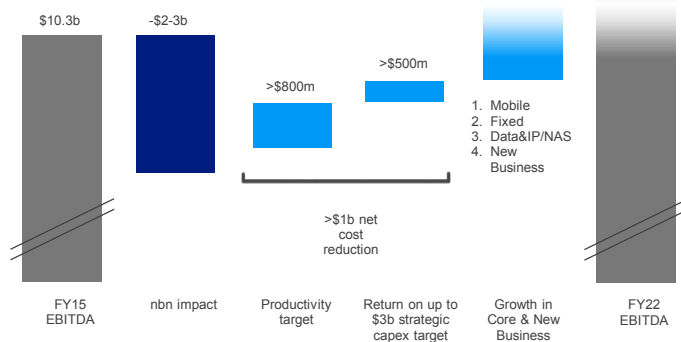 $10.3b
-$2-3b
>$800m
>$500m
1. Mobile
2. Fixed
3. Data&IP/NAS
4. New
Business
>$1b net
cost
reduction
FY15
EBITDA
nbn impact
Productivity
target
Return on up to
$3b strategic
capex target
Growth in
Core & New
Business
FY22
EBITDA